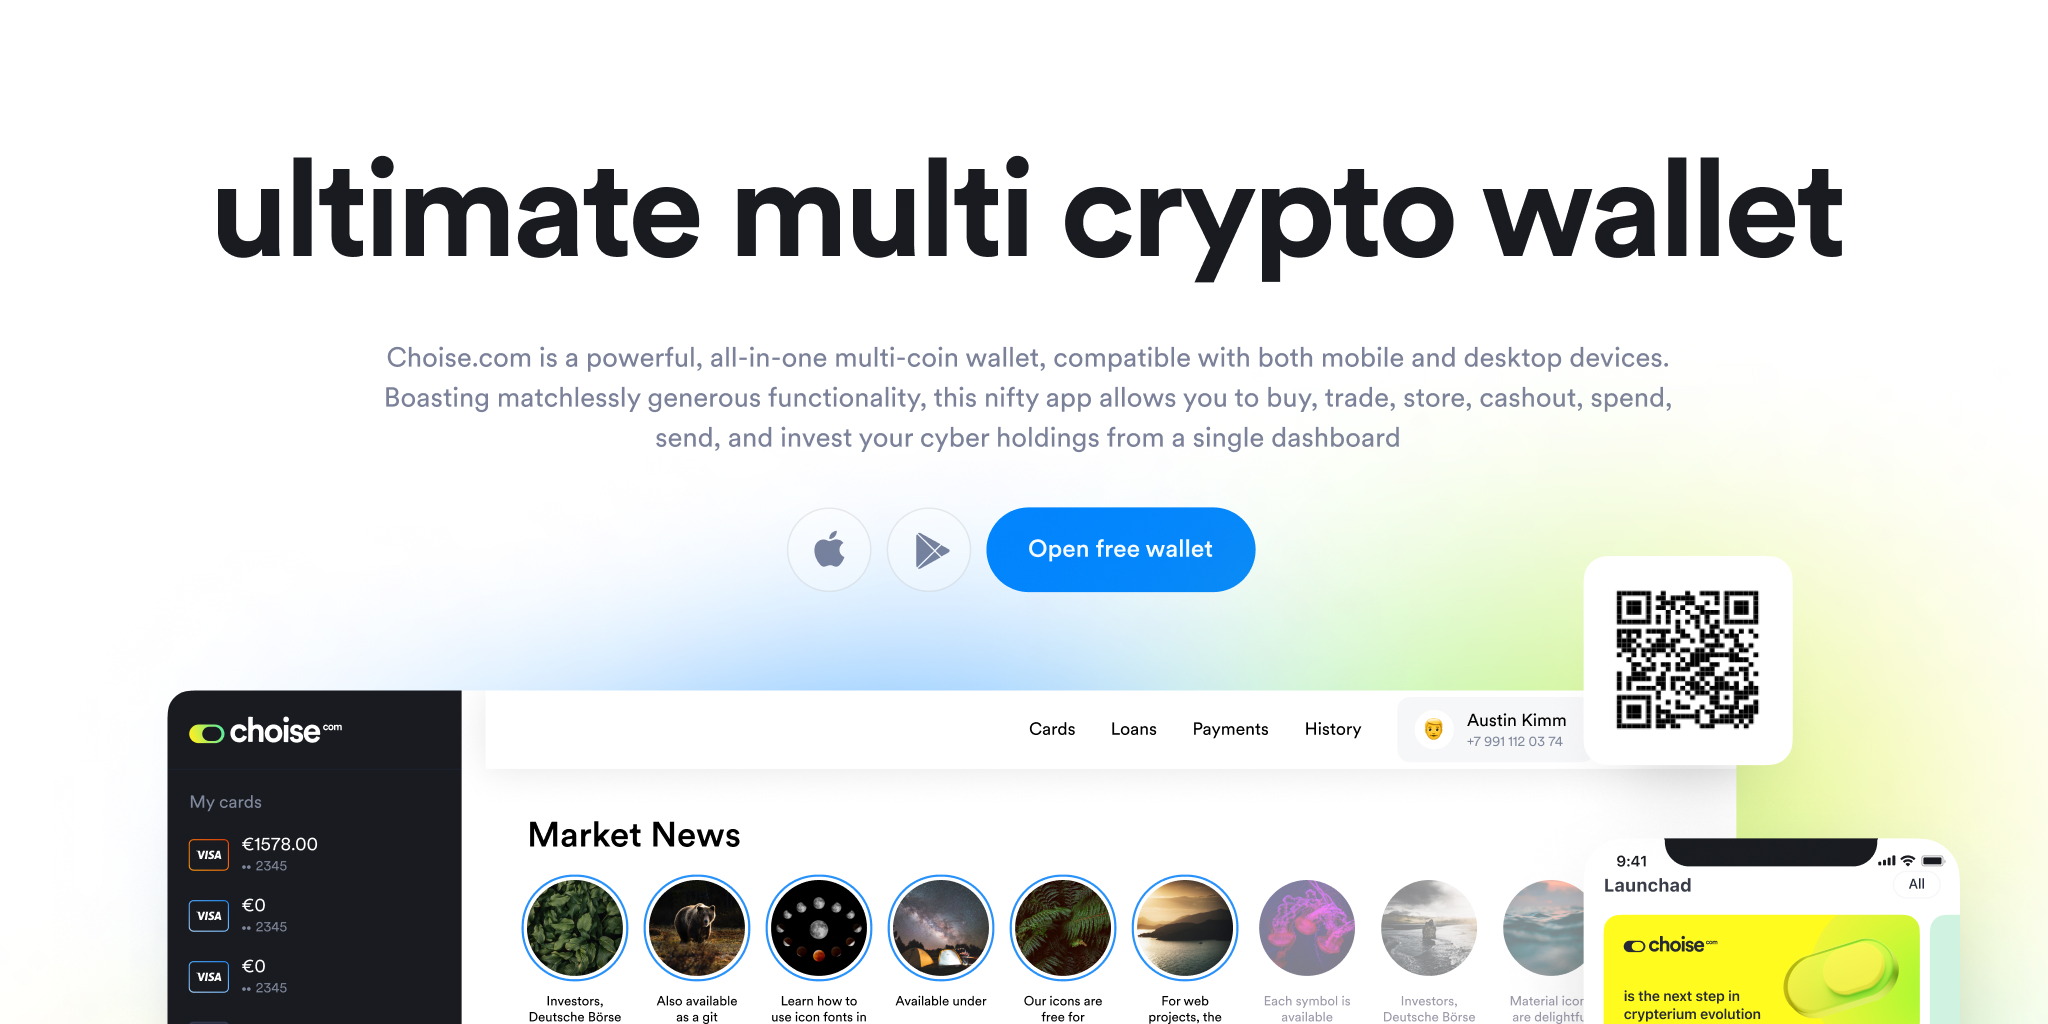 ultimate multi crypto wallet
Choise.com is a powerful, all-in-one multi-coin wallet, compatible with both mobile and desktop devices.
Boasting matchlessly generous functionality, this nifty app allows you to buy, trade, store, cashout, spend,
send, and invest your cyber holdings from a single dashboard
Open free wallet
choise com
Cards Loans Payments History
Austin Kimm
+7 991 112 03 74
My cards
VISA €1578.00
•• 2345
VISA €0
•• 2345
VISA €0
•• 2345
Market News
Investors,
Deutsche Börse
Also available
as a git
Learn how to
use icon fonts in
Available under
Our icons are
free for
For web
projects, the
Each symbol is
available
Investors,
Deutsche Börse
Material icor
are delightfu
9:41
Launchad
All
choise com
is the next step in
crypterium evolution